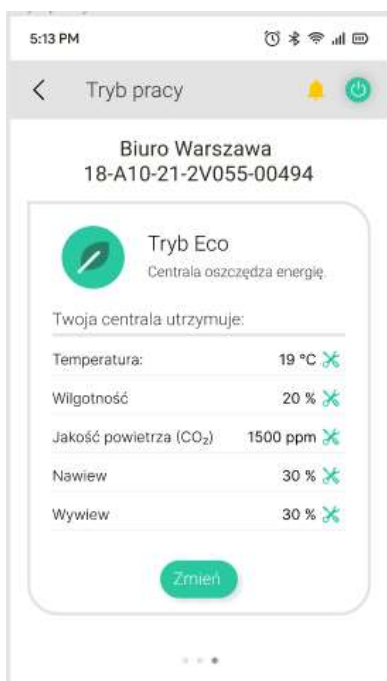 5:13 PM
Tryb pracy
Biuro Warszawa
18-A10-21-2V055-00494
Tryb Eco
Centrala oszczędza energię.
Twoja centrala utrzymuje:
Temperatura: 19 °C
Wilgotność 20 %
Jakość powietrza (CO₂) 1500 ppm
Nawiew 30 %
Wywiew 30 %
Zmień